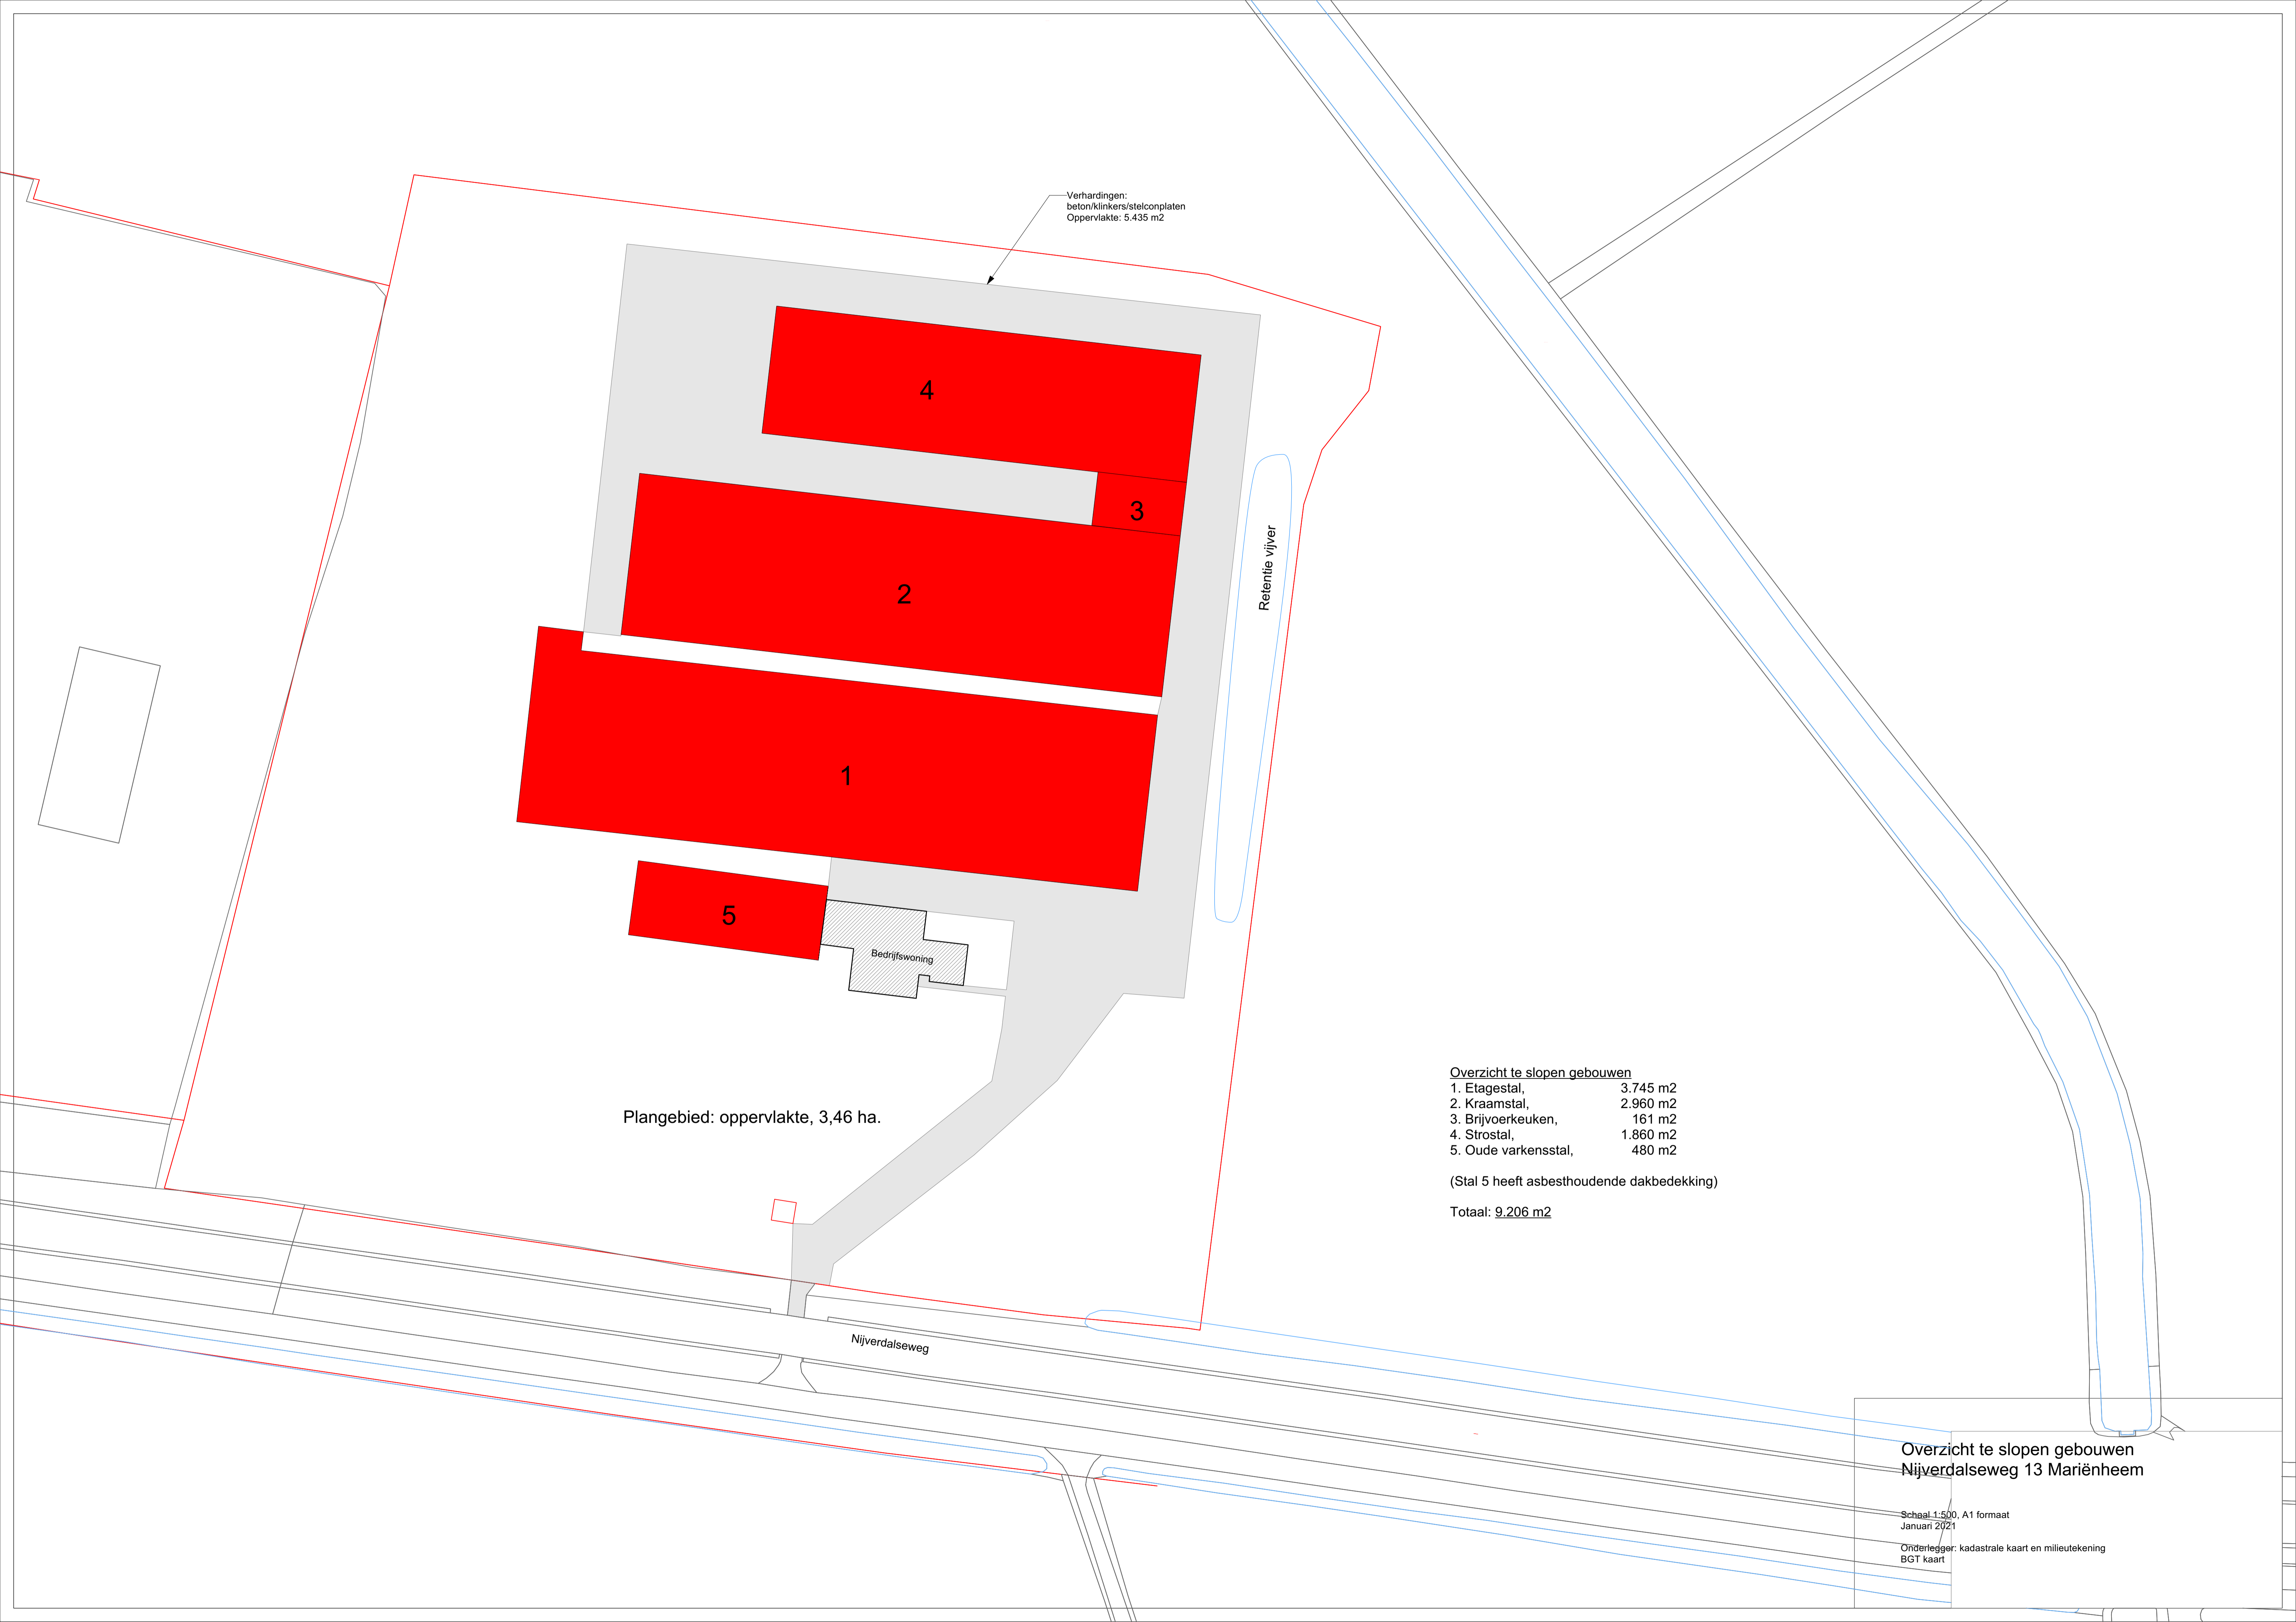 Verhardingen:
beton/klinkers/stelconplaten
Oppervlakte: 5.435 m2
4
3
Retentie vijver
2
1
5
Bedrijfswoning
Plangebied: oppervlakte, 3,46 ha.
Overzicht te slopen gebouwen
1. Etagestal, 3.745 m2
2. Kraamstal, 2.960 m2
3. Brijvoerkeuken, 161 m2
4. Strostal, 1.860 m2
5. Oude varkensstal, 480 m2
(Stal 5 heeft asbesthoudende dakbedekking)
Totaal: 9.206 m2
Nijverdalseweg
Overzicht te slopen gebouwen
Nijverdalseweg 13 Mariënheem
Schaal 1:500, A1 formaat
Januari 2021
Onderlegger: kadastrale kaart en milieutekening
BGT kaart